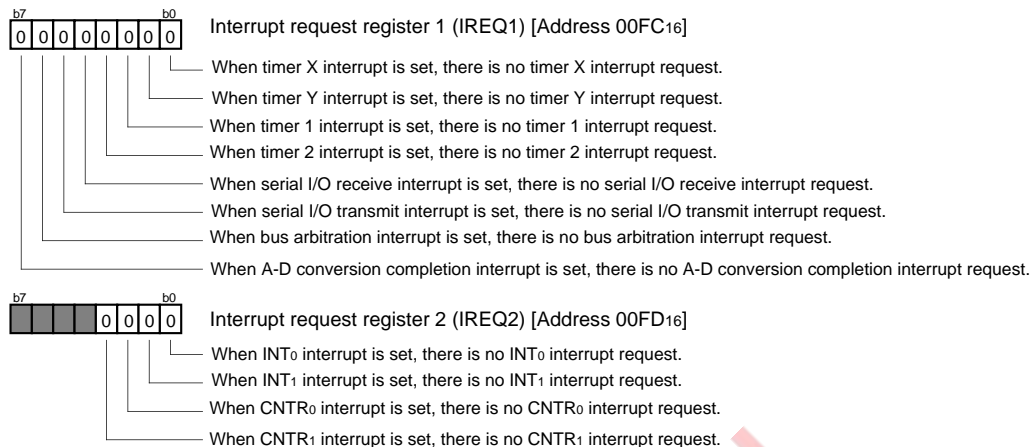 b7 b0
0 0 0 0 0 0 0 0 Interrupt request register 1 (IREQ1) [Address 00FC16]
When timer X interrupt is set, there is no timer X interrupt request.
When timer Y interrupt is set, there is no timer Y interrupt request.
When timer 1 interrupt is set, there is no timer 1 interrupt request.
When timer 2 interrupt is set, there is no timer 2 interrupt request.
When serial I/O receive interrupt is set, there is no serial I/O receive interrupt request.
When serial I/O transmit interrupt is set, there is no serial I/O transmit interrupt request.
When bus arbitration interrupt is set, there is no bus arbitration interrupt request.
When A-D conversion completion interrupt is set, there is no A-D conversion completion interrupt request.
b7 b0
0 0 0 0 Interrupt request register 2 (IREQ2) [Address 00FD16]
When INT0 interrupt is set, there is no INT0 interrupt request.
When INT1 interrupt is set, there is no INT1 interrupt request.
When CNTR0 interrupt is set, there is no CNTR0 interrupt request.
When CNTR1 interrupt is set, there is no CNTR1 interrupt request.